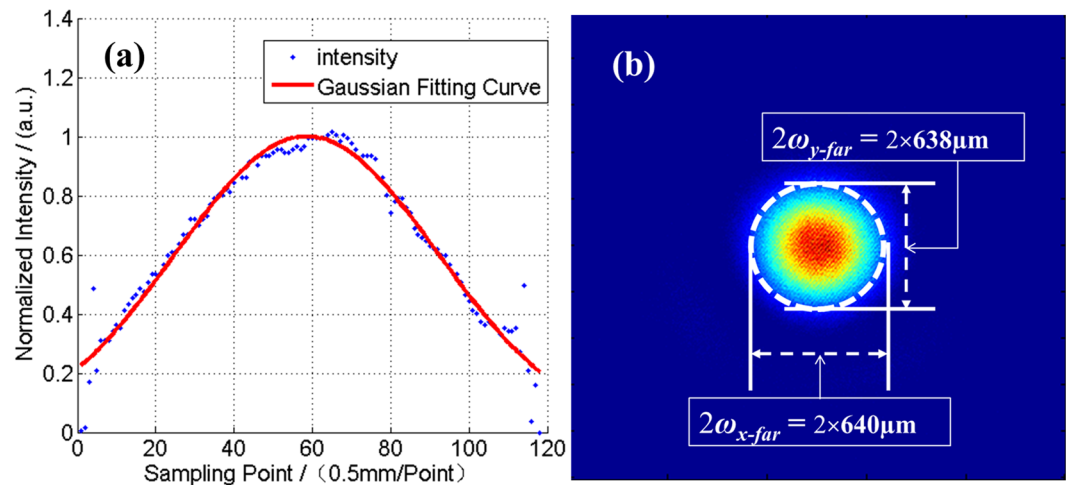 (a)
intensity
Gaussian Fitting Curve
Normalized Intensity / (a.u.)
1.4
1.2
1
0.8
0.6
0.4
0.2
0
0 20 40 60 80 100 120
Sampling Point /（0.5mm/Point）
(b)
2ωy-far = 2×638μm
2ωx-far = 2×640μm